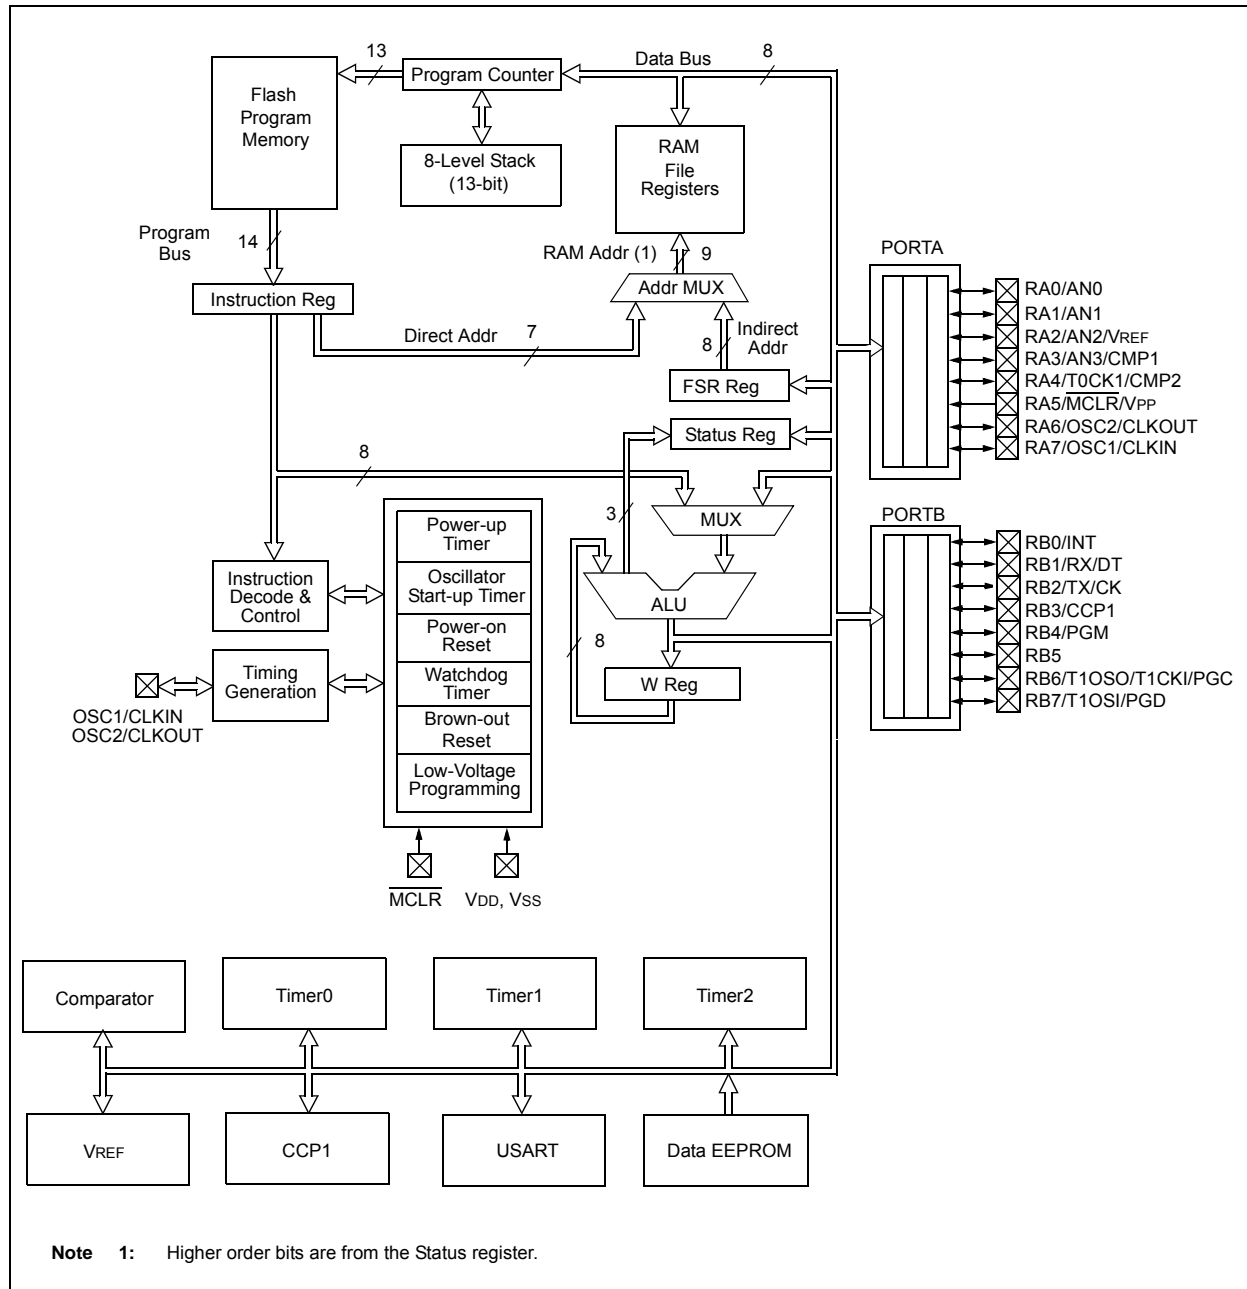 13
Data Bus
8
Program Counter
Flash
Program
Memory
8-Level Stack
(13-bit)
RAM
File
Registers
Program
Bus
14
RAM Addr (1)
9
PORTA
Addr MUX
Instruction Reg
Direct Addr
7
8
Indirect
Addr
FSR Reg
Status Reg
RA0/AN0
RA1/AN1
RA2/AN2/VREF
RA3/AN3/CMP1
RA4/T0CK1/CMP2
RA5/MCLR/VPP
RA6/OSC2/CLKOUT
RA7/OSC1/CLKIN
8
3
MUX
PORTB
Power-up
Timer
Oscillator
Start-up Timer
Power-on
Reset
Watchdog
Timer
Brown-out
Reset
Low-Voltage
Programming
Instruction
Decode &
Control
Timing
Generation
OSC1/CLKIN
OSC2/CLKOUT
ALU
8
W Reg
RB0/INT
RB1/RX/DT
RB2/TX/CK
RB3/CCP1
RB4/PGM
RB5
RB6/T1OSO/T1CKI/PGC
RB7/T1OSI/PGD
MCLR
VDD, VSS
Comparator
Timer0
Timer1
Timer2
VREF
CCP1
USART
Data EEPROM
Note 1: Higher order bits are from the Status register.